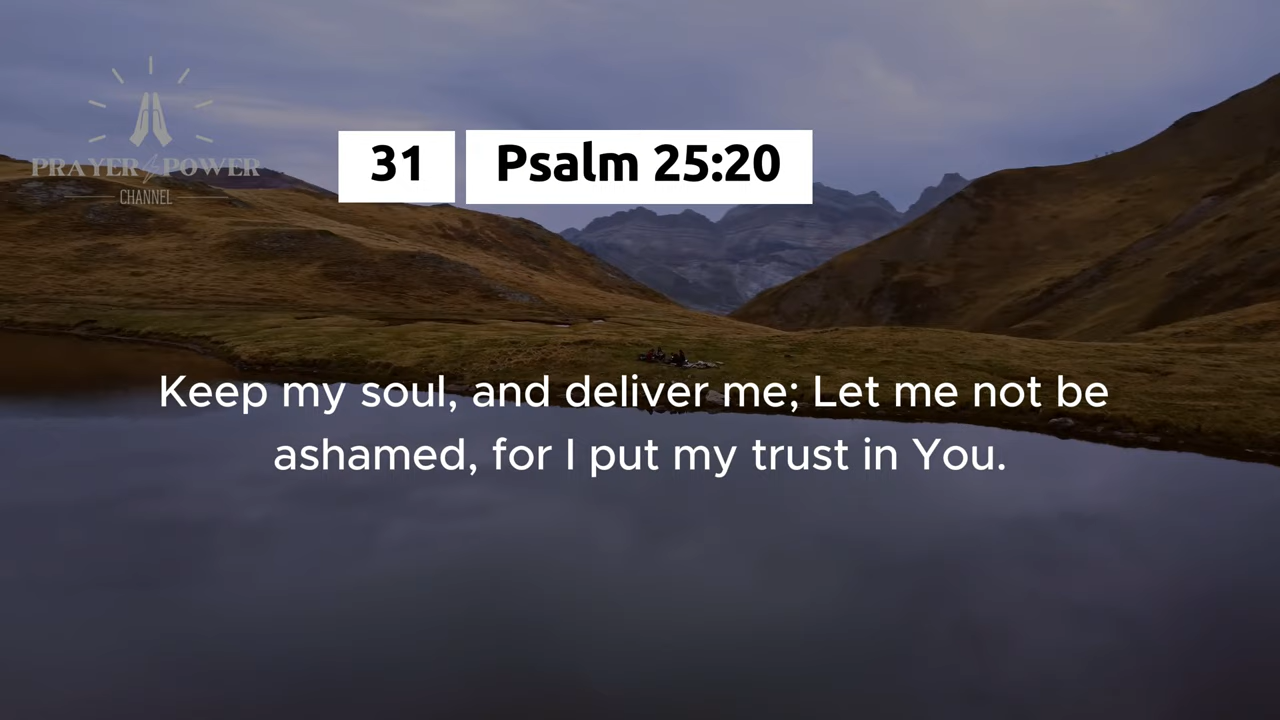 PRAYER & POWER
CHANNEL
31 Psalm 25:20
Keep my soul, and deliver me; Let me not be
ashamed, for I put my trust in You.